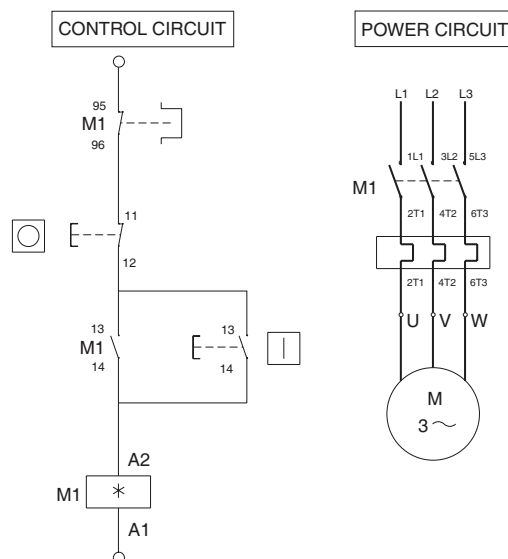 CONTROL CIRCUIT
95
M1
96
11
12
13
M1
14
13
14
A2
M1
A1
POWER CIRCUIT
L1 L2 L3
1L1 3L2 5L3
M1
2T1 4T2 6T3
2T1 4T2 6T3
U V W
M
3~